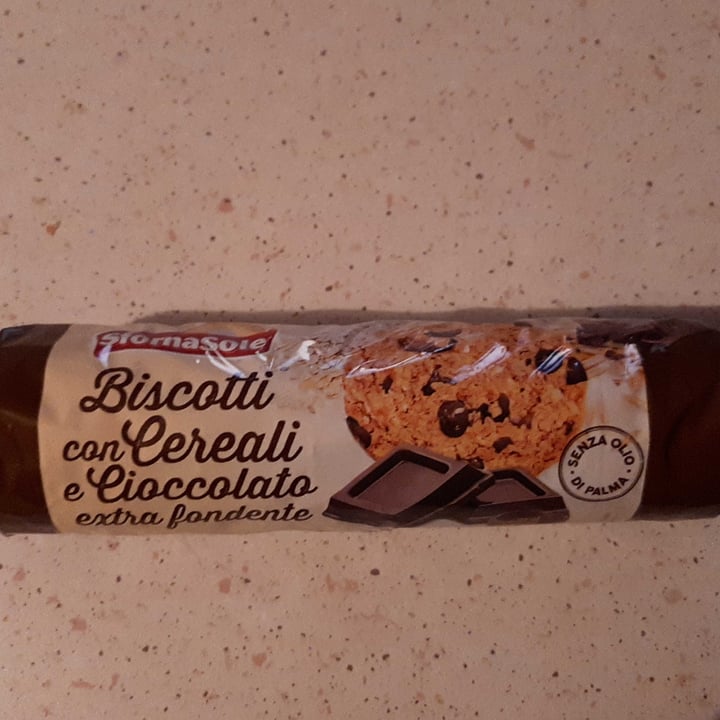 SfornaSole
Biscotti
con Cereali
e Cioccolato
extra fondente
SENZA OLIO
DI PALMA